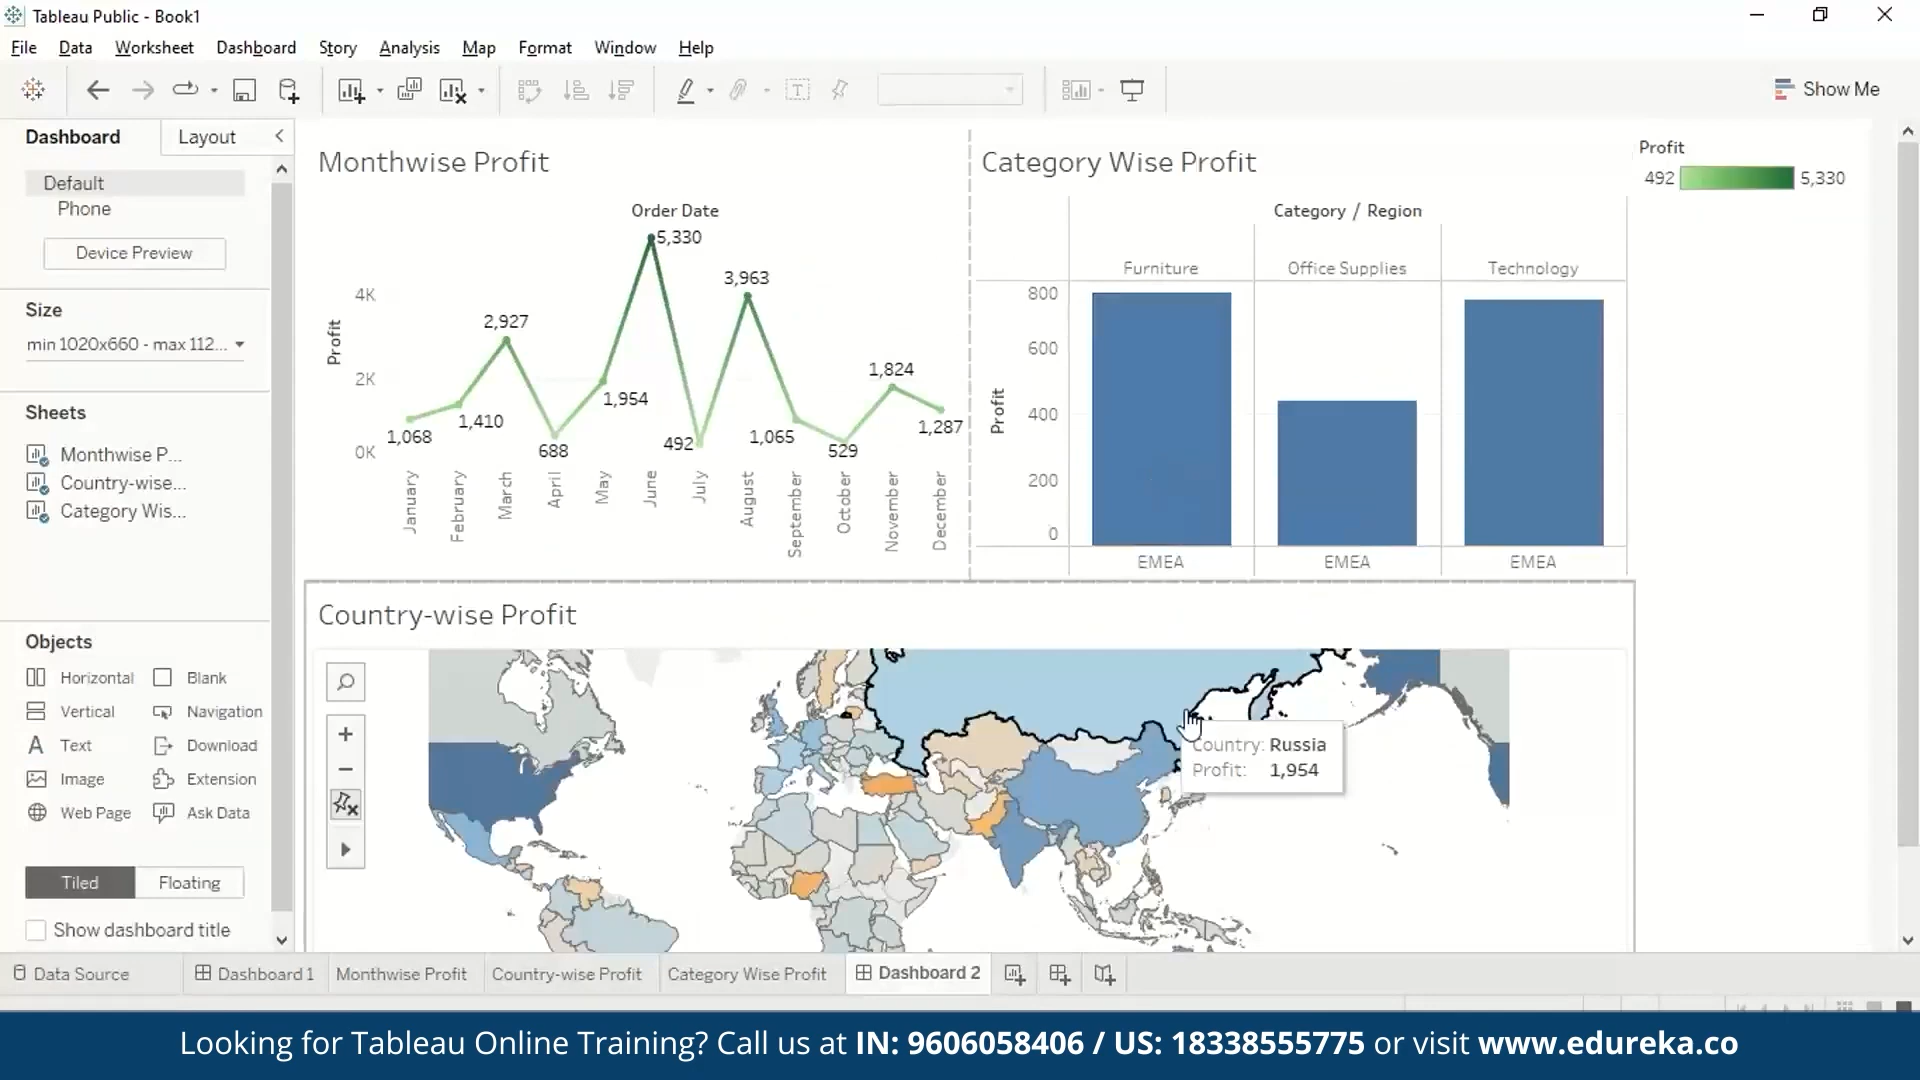 Tableau Public - Book1
File Data Worksheet Dashboard Story Analysis Map Format Window Help
Show Me
Dashboard Layout
Default
Phone
Device Preview
Size
min 1020x660 - max 112...
Sheets
Monthwise P...
Country-wise...
Category Wis...
Objects
Horizontal Blank
Vertical Navigation
Text Download
Image Extension
Web Page Ask Data
Tiled Floating
Show dashboard title
Monthwise Profit
Order Date
Profit
4K
2K
0K
1,068
1,410
2,927
688
1,954
5,330
492
3,963
1,065
529
1,824
1,287
January
February
March
April
May
June
July
August
September
October
November
December
Category Wise Profit
Category / Region
Furniture Office Supplies Technology
Profit
800
600
400
200
0
EMEA EMEA EMEA
Profit
492 5,330
Country-wise Profit
Country: Russia
Profit: 1,954
Data Source Dashboard 1 Monthwise Profit Country-wise Profit Category Wise Profit Dashboard 2
Looking for Tableau Online Training? Call us at IN: 9606058406 / US: 18338555775 or visit www.edureka.co